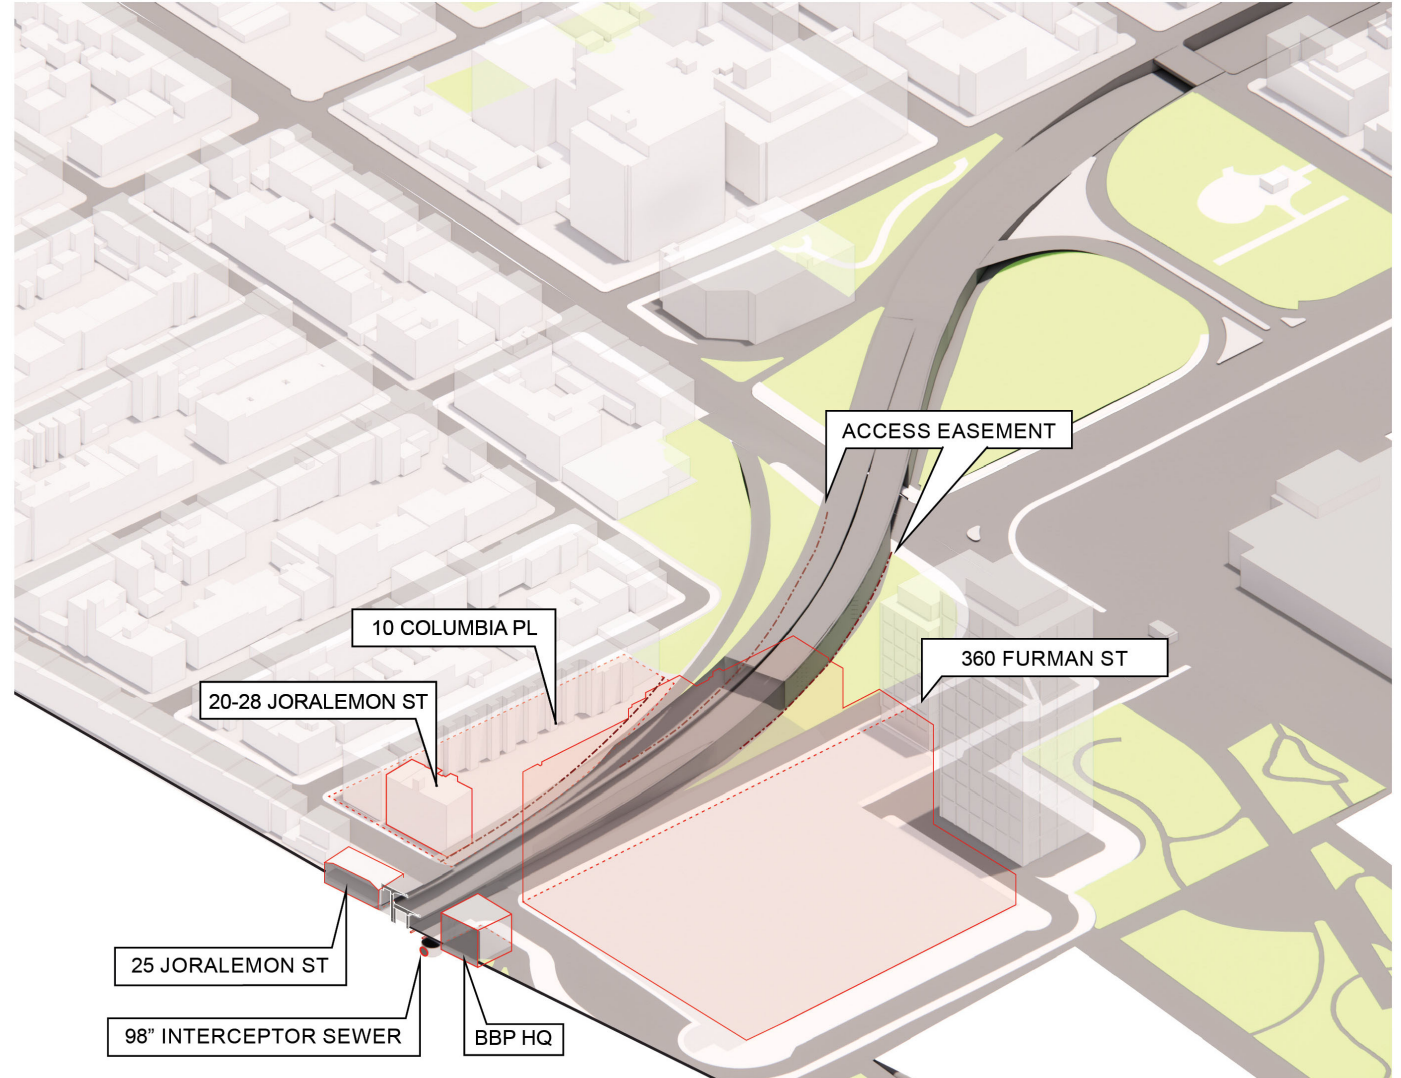 ACCESS EASEMENT
10 COLUMBIA PL
360 FURMAN ST
20-28 JORALEMON ST
25 JORALEMON ST
98” INTERCEPTOR SEWER
BBP HQ